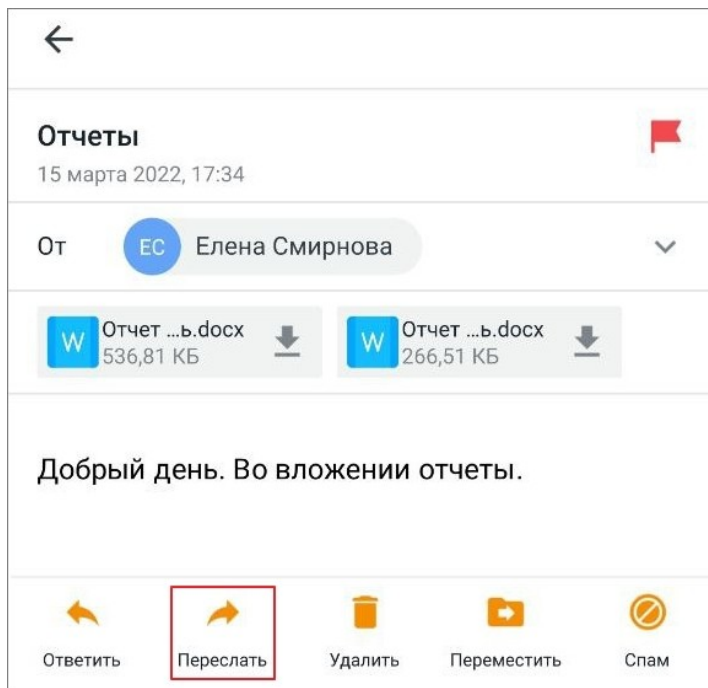 Отчеты
15 марта 2022, 17:34
От ЕС Елена Смирнова
W Отчет ...ь.docx W Отчет ...ь.docx
536,81 КБ 266,51 КБ
Добрый день. Во вложении отчеты.
Ответить Переслать Удалить Переместить Спам